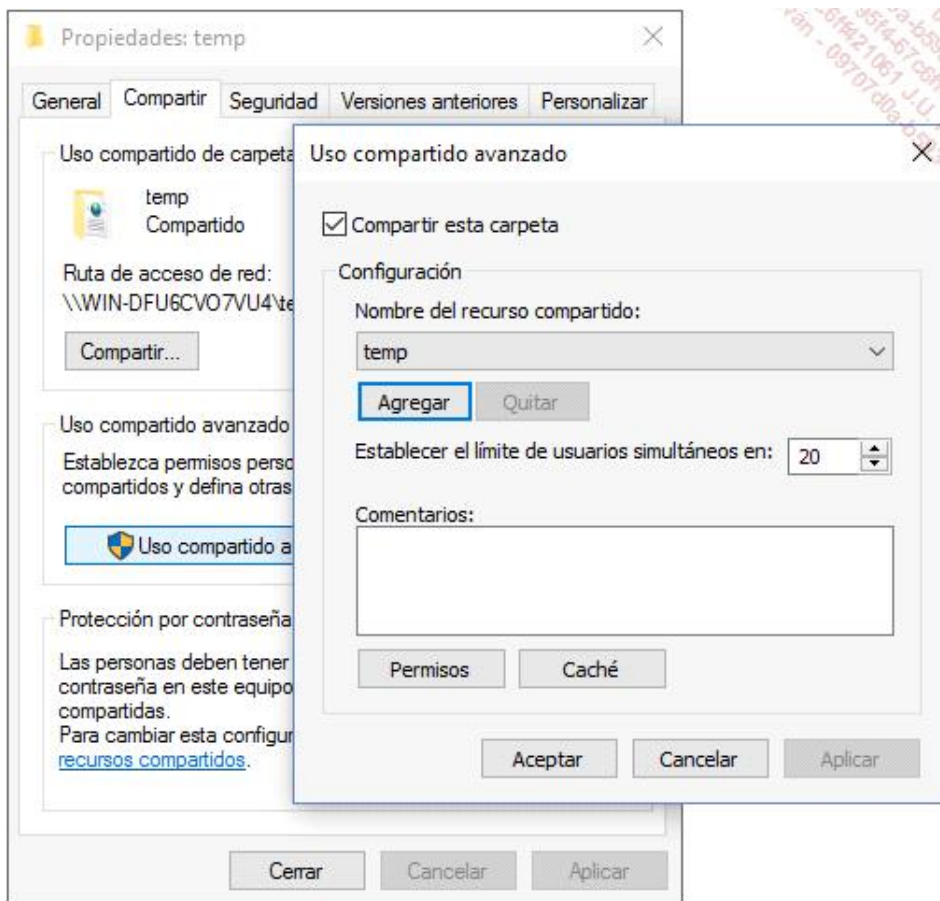 Propiedades: temp
General Compartir Seguridad Versiones anteriores Personalizar
Uso compartido de carpeta
temp
Compartido
Ruta de acceso de red:
\\WIN-DFU6CVO7VU4\te
Compartir...
Uso compartido avanzado
Establezca permisos perso
compartidos y defina otras
Uso compartido a
Protección por contraseña
Las personas deben tener
contraseña en este equipo
compartidas.
Para cambiar esta configur
recursos compartidos.
Cerrar Cancelar Aplicar
Uso compartido avanzado
Compartir esta carpeta
Configuración
Nombre del recurso compartido:
temp
Agregar Quitar
Establecer el límite de usuarios simultáneos en: 20
Comentarios:
Permisos Caché
Aceptar Cancelar Aplicar